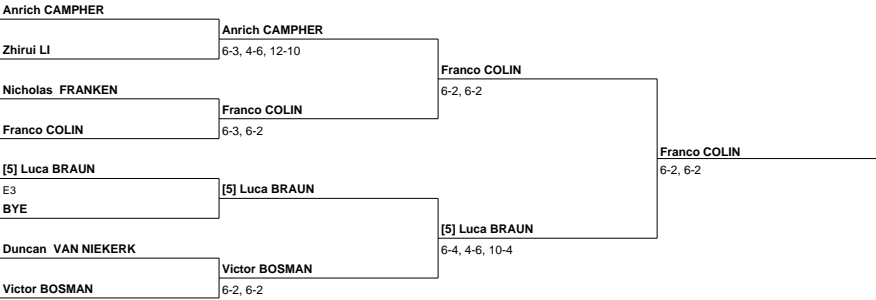 Anrich CAMPHER
Anrich CAMPHER
Zhirui LI
6-3, 4-6, 12-10
Franco COLIN
Nicholas FRANKEN
6-2, 6-2
Franco COLIN
Franco COLIN
6-3, 6-2
Franco COLIN
[5] Luca BRAUN
6-2, 6-2
E3
[5] Luca BRAUN
BYE
[5] Luca BRAUN
Duncan VAN NIEKERK
6-4, 4-6, 10-4
Victor BOSMAN
Victor BOSMAN
6-2, 6-2